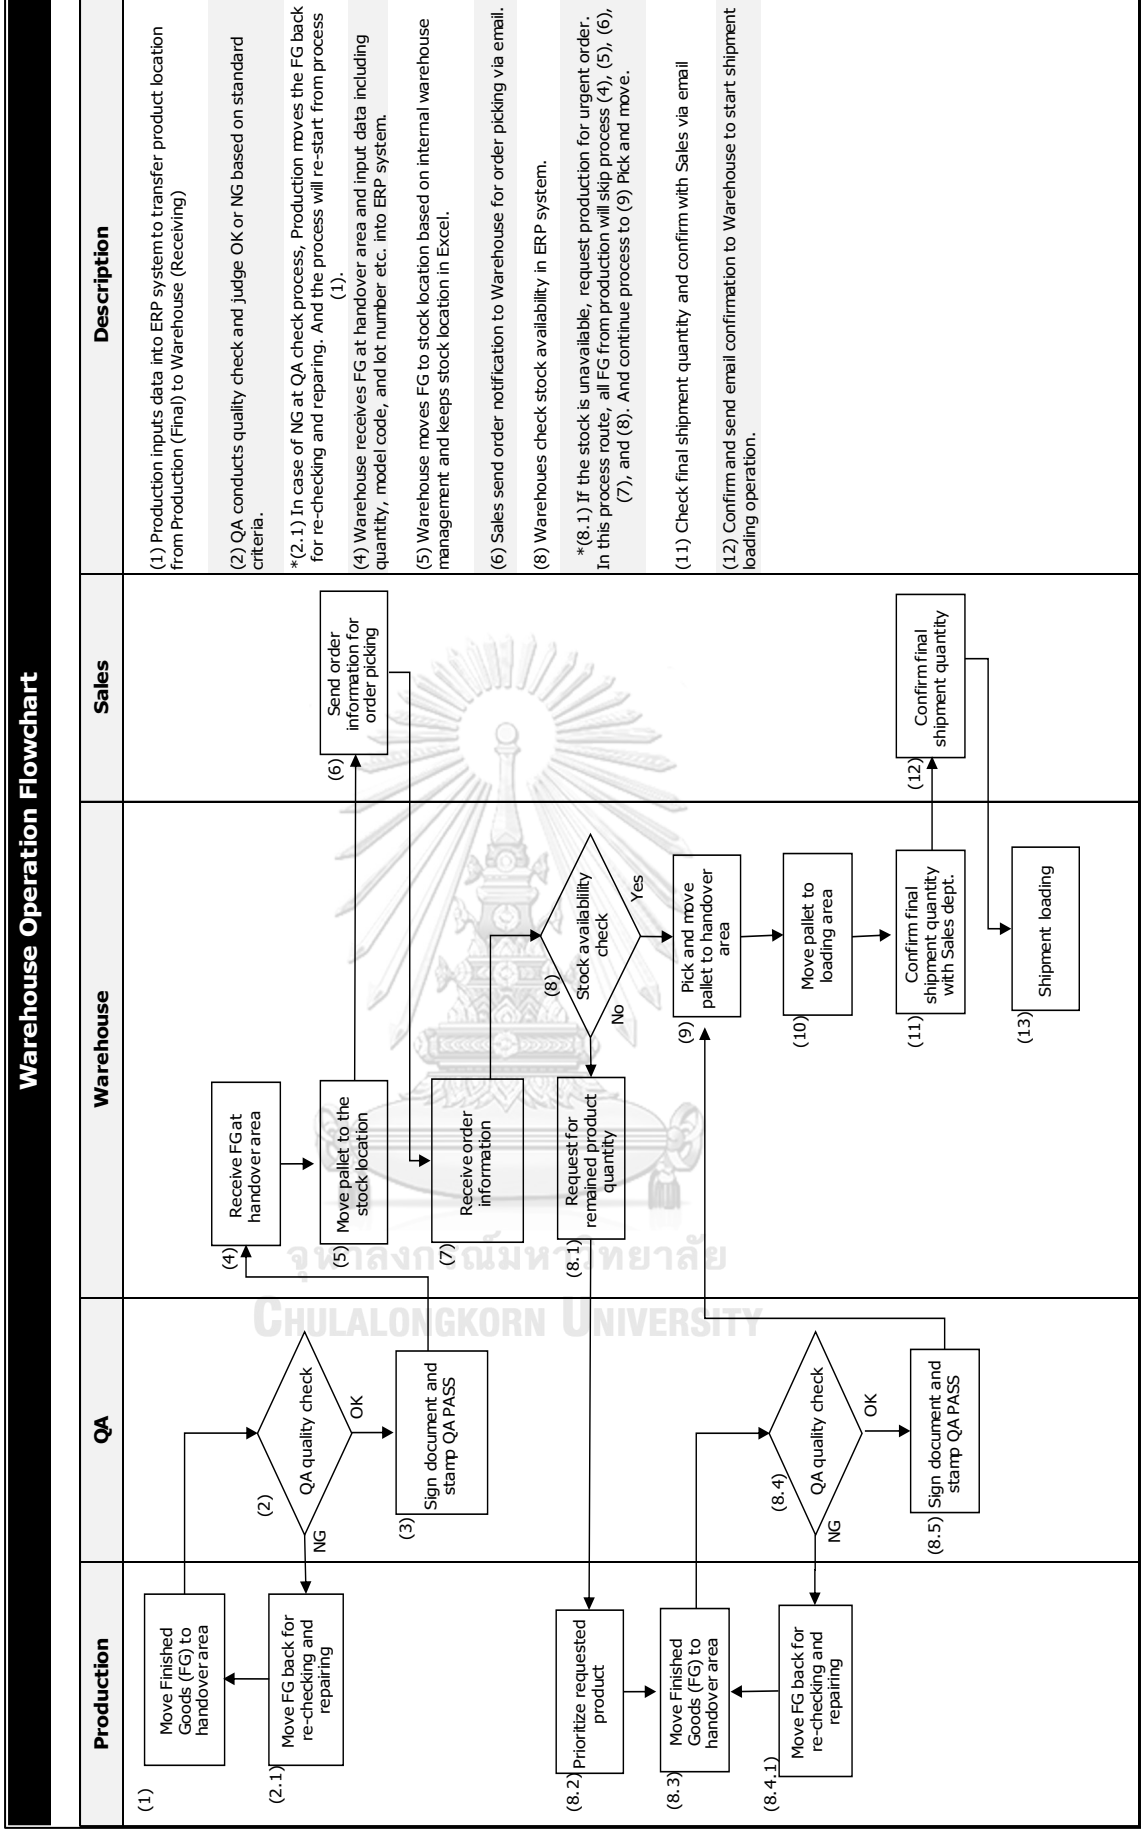 Warehouse Operation Flowchart
Production
QA
Warehouse
Sales
Description
(1)
Move Finished
Goods (FG) to
handover area
(2.1)
Move FG back for
re-checking and
repairing
(2)
QA quality check
NG
OK
(3)
Sign document and
stamp QA PASS
(4)
Receive FG at
handover area
(5)
Move pallet to the
stock location
(6)
Send order
information for
order picking
(7)
Receive order
information
(8)
Stock availablility
check
No
Yes
(8.1)
Request for
remained product
quantity
(8.2)
Prioritize requested
product
(8.3)
Move Finished
Goods (FG) to
handover area
(8.4)
QA quality check
NG
OK
(8.4.1)
Move FG back for
re-checking and
repairing
(8.5)
Sign document and
stamp QA PASS
(9)
Pick and move
pallet to handover
area
(10)
Move pallet to
loading area
(11)
Confirm final
shipment quantity
with Sales dept.
(12)
Confirm final
shipment quantity
(13)
Shipment loading
(1) Production inputs data into ERP system to transfer product location
from Production (Final) to Warehouse (Receiving)
(2) QA conducts quality check and judge OK or NG based on standard
criteria.
*(2.1) In case of NG at QA check process, Production moves the FG back
for re-checking and reparing. And the process will re-start from process
(1).
(4) Warehouse receives FG at handover area and input data including
quantity, model code, and lot number etc. into ERP system.
(5) Warehouse moves FG to stock location based on internal warehouse
management and keeps stock location in Excel.
(6) Sales send order notification to Warehouse for order picking via email.
(8) Warehoues check stock availability in ERP system.
*(8.1) If the stock is unavailable, request production for urgent order.
In this process route, all FG from production will skip process (4), (5), (6),
(7), and (8). And continue process to (9) Pick and move.
(11) Check final shipment quantity and confirm with Sales via email
(12) Confirm and send email confirmation to Warehouse to start shipment
loading operation.
จุฬาลงกรณ์มหาวิทยาลัย
CHULALONGKORN UNIVERSITY